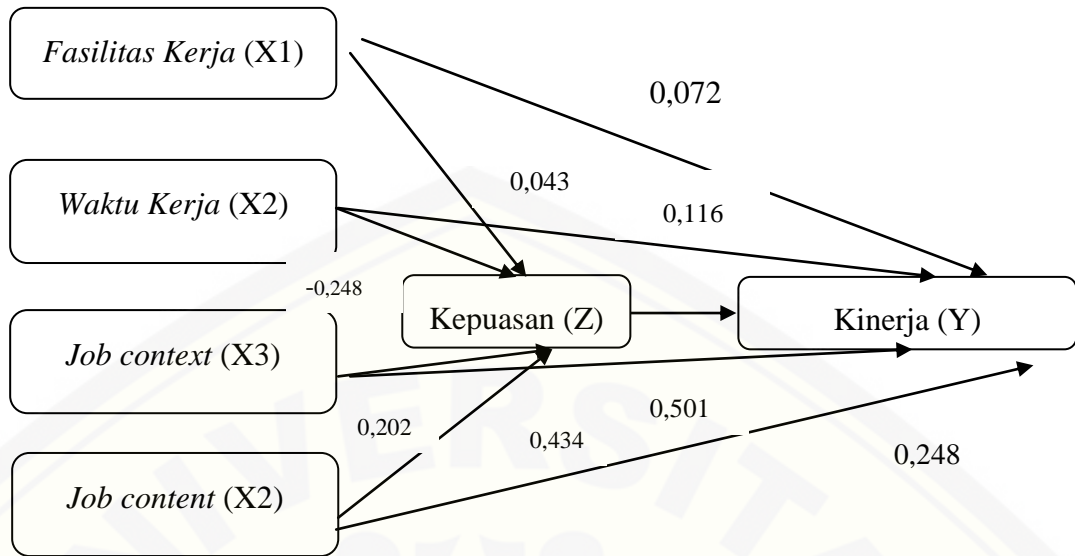 Fasilitas Kerja (X1)
0,072
0,043
Waktu Kerja (X2)
0,116
-0,248
Kepuasan (Z)
Kinerja (Y)
Job context (X3)
0,202
0,434
0,501
0,248
Job content (X2)
UNIVERSIT